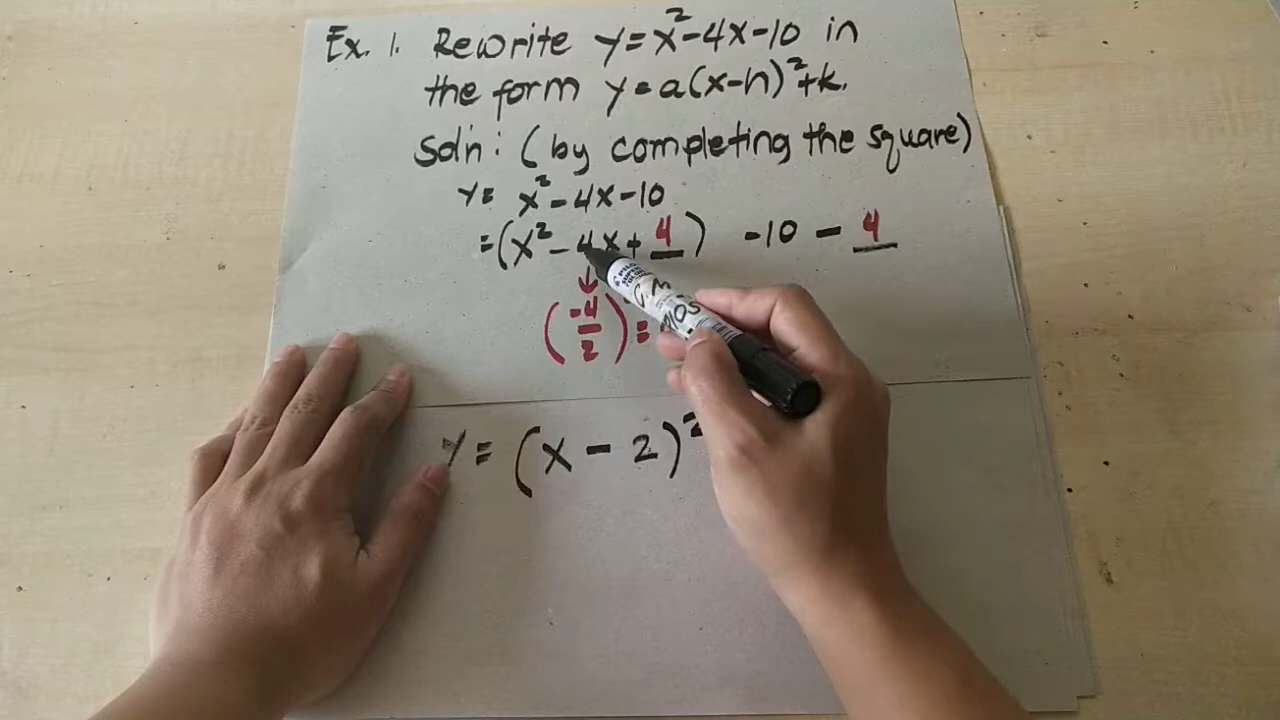 Ex. 1. Rewrite y = x² - 4x - 10 in
the form y = a(x-h)² + k.
Sol'n : (by completing the square)
y = x² - 4x - 10
= (x² - 4x + 4) - 10 - 4
(-4/2) =
y = (x - 2)²